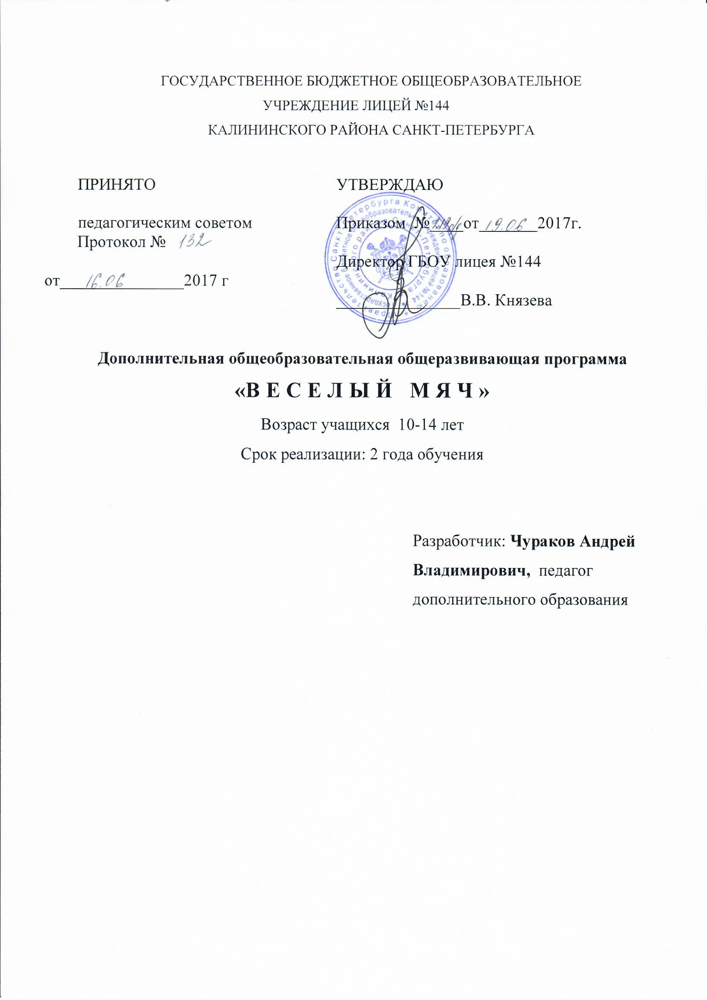 ГОСУДАРСТВЕННОЕ БЮДЖЕТНОЕ ОБЩЕОБРАЗОВАТЕЛЬНОЕ
УЧРЕЖДЕНИЕ ЛИЦЕЙ №144
КАЛИНИНСКОГО РАЙОНА САНКТ-ПЕТЕРБУРГА
ПРИНЯТО
педагогическим советом
Протокол № 132
от 16.06 2017 г
УТВЕРЖДАЮ
Приказом № от 19.06 2017г.
Директор ГБОУ лицея №144
В.В. Князева
Правительство Санкт-Петербурга Комитет по образованию
Государственное бюджетное общеобразовательное учреждение лицей №144
Калининского района Санкт-Петербурга
Дополнительная общеобразовательная общеразвивающая программа
«В Е С Е Л Ы Й М Я Ч »
Возраст учащихся 10-14 лет
Срок реализации: 2 года обучения
Разработчик: Чураков Андрей
Владимирович, педагог
дополнительного образования